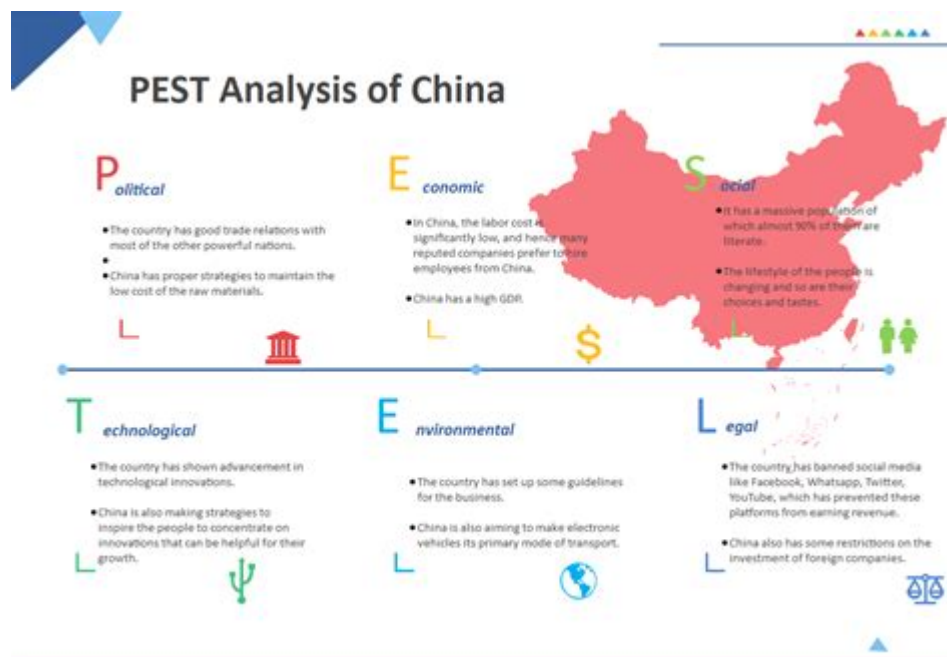 PEST Analysis of China
Political
• The country has good trade relations with
most of the other powerful nations.
•
• China has proper strategies to maintain the
low cost of the raw materials.
Economic
• In China, the labor cost is
significantly low, and hence many
reputed companies prefer to hire
employees from China.
• China has a high GDP.
Social
• It has a massive population of
which almost 90% of them are
literate.
• The lifestyle of the people is
changing and so are their
choices and tastes.
$
Technological
• The country has shown advancement in
technological innovations.
• China is also making strategies to
inspire the people to concentrate on
innovations that can be helpful for their
growth.
Environmental
• The country has set up some guidelines
for the business.
• China is also aiming to make electronic
vehicles its primary mode of transport.
Legal
• The country has banned social media
like Facebook, Whatsapp, Twitter,
YouTube, which has prevented these
platforms from earning revenue.
• China also has some restrictions on the
investment of foreign companies.